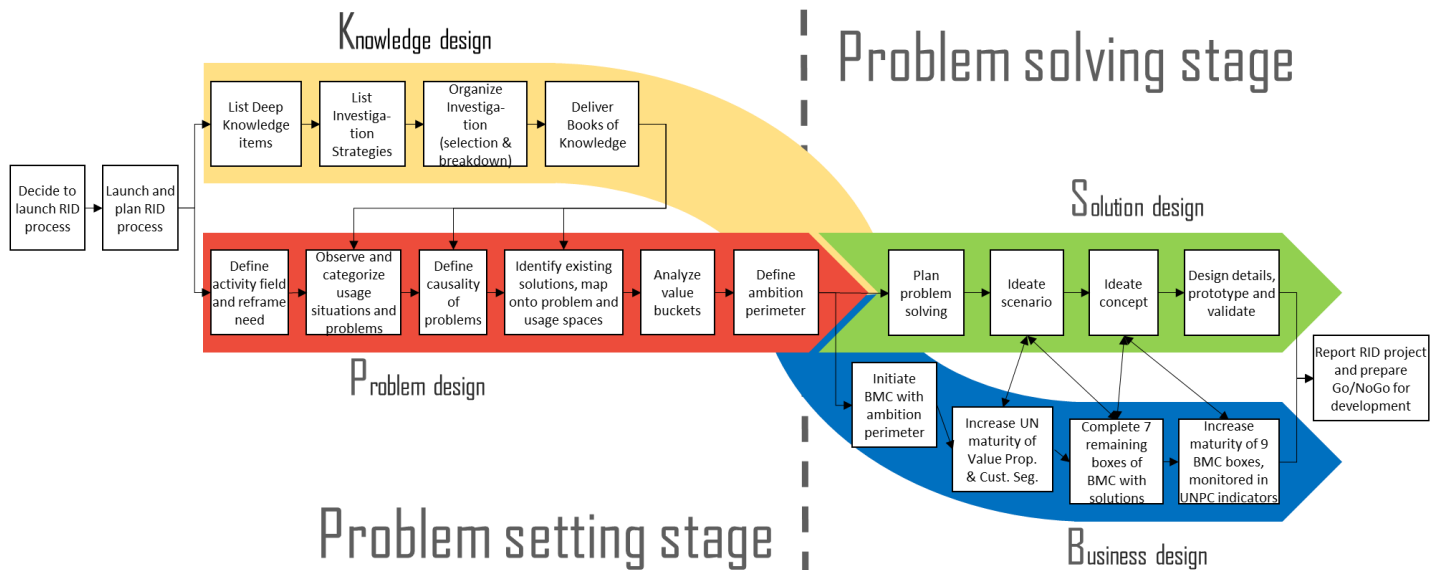 Knowledge design
Problem solving stage
List Deep
Knowledge
items
List
Investiga-
tion
Strategies
Organize
Investiga-
tion
(selection &
breakdown)
Deliver
Books of
Knowledge
Decide to
launch RID
process
Launch and
plan RID
process
Solution design
Define
activity field
and reframe
need
Observe and
categorize
usage
situations and
problems
Define
causality of
problems
Identify existing
solutions, map
onto problem and
usage spaces
Analyze
value
buckets
Define
ambition
perimeter
Plan
problem
solving
Ideate
scenario
Ideate
concept
Design details,
prototype and
validate
Report RID project
and prepare
Go/NoGo for
development
Problem design
Initiate
BMC with
ambition
perimeter
Increase UN
maturity of
Value Prop.
& Cust. Seg.
Complete 7
remaining
boxes of
BMC with
solutions
Increase
maturity of 9
BMC boxes,
monitored in
UNPC indicators
Problem setting stage
Business design